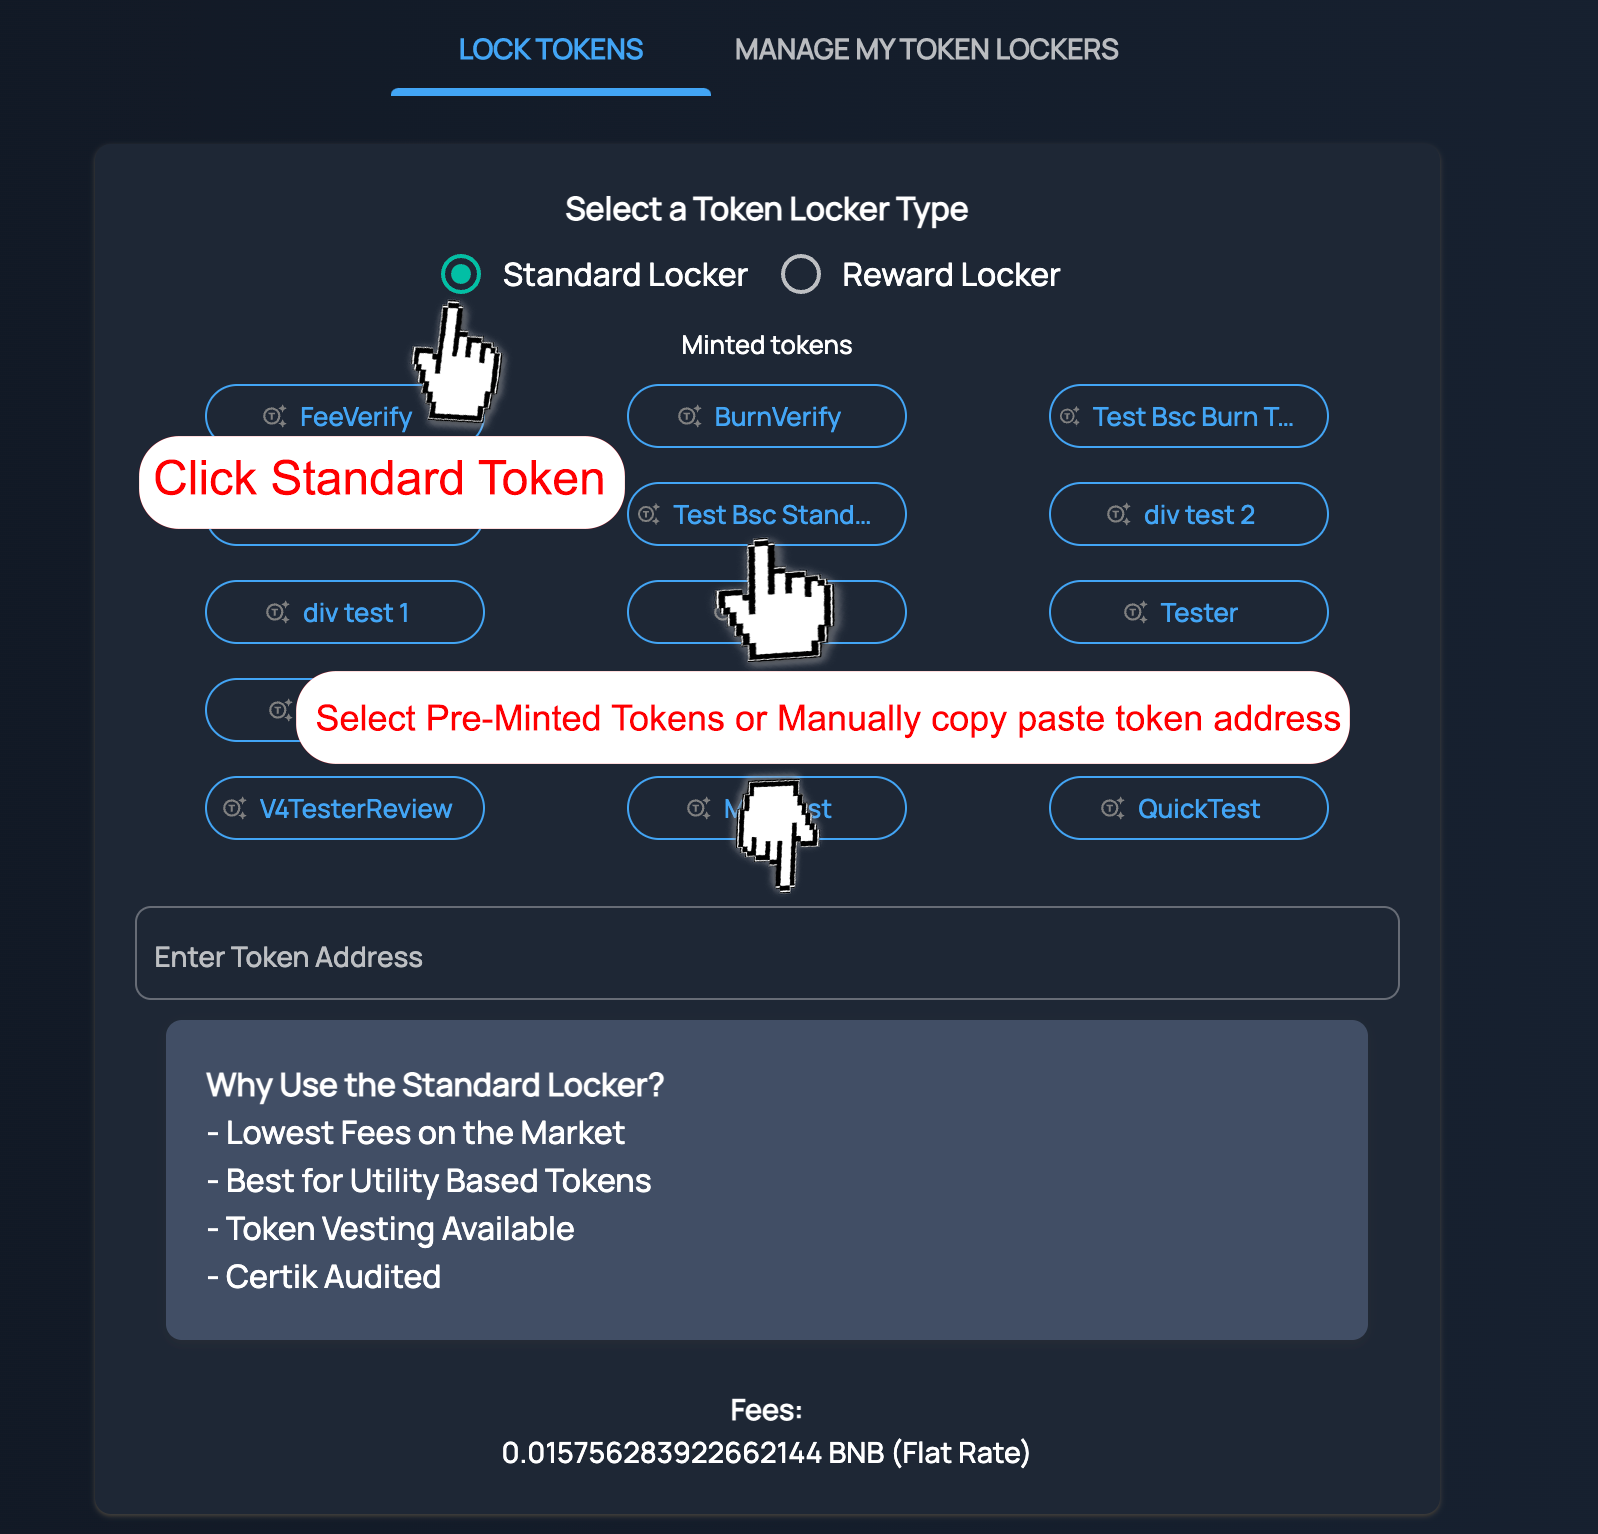 LOCK TOKENS
MANAGE MY TOKEN LOCKERS
Select a Token Locker Type
Standard Locker
Reward Locker
Minted tokens
FeeVerify
BurnVerify
Test Bsc Burn T...
Click Standard Token
Test Bsc Stand...
div test 2
div test 1
Tester
Select Pre-Minted Tokens or Manually copy paste token address
V4TesterReview
QuickTest
Enter Token Address
Why Use the Standard Locker?
- Lowest Fees on the Market
- Best for Utility Based Tokens
- Token Vesting Available
- Certik Audited
Fees:
0.015756283922662144 BNB (Flat Rate)